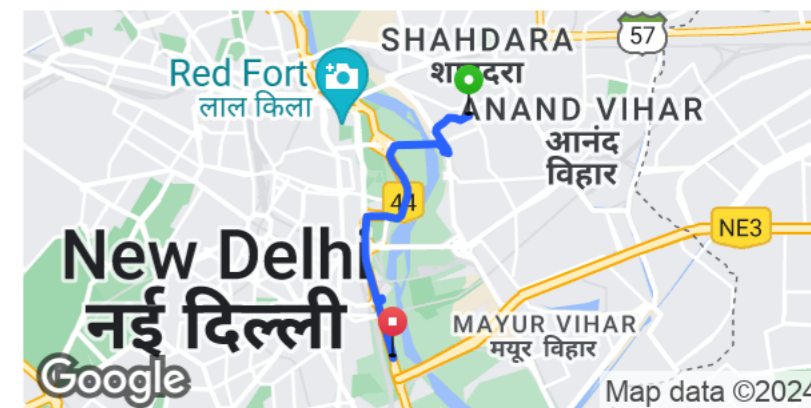 SHAHDARA
57
Red Fort
लाल किला
ANAND VIHAR
आनंद
विहार
44
NE3
New Delhi
नई दिल्ली
MAYUR VIHAR
मयूर विहार
Google
Map data ©2024